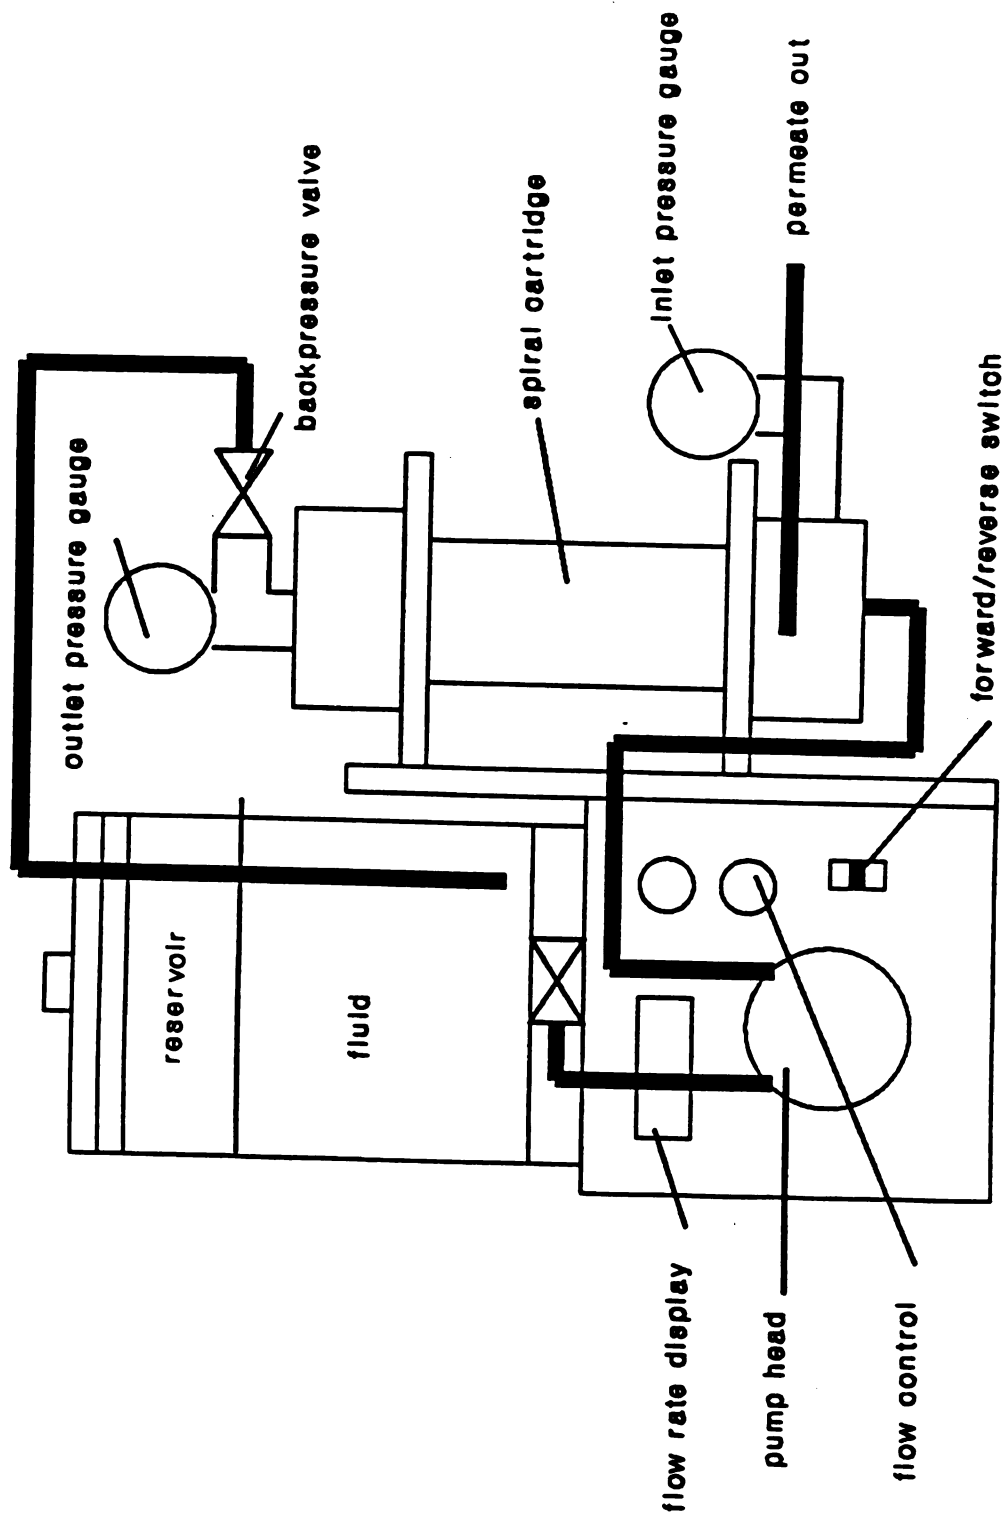 outlet pressure gauge
backpressure valve
spiral cartridge
inlet pressure gauge
permeate out
reservoir
fluid
forward/reverse switch
flow rate display
pump head
flow control